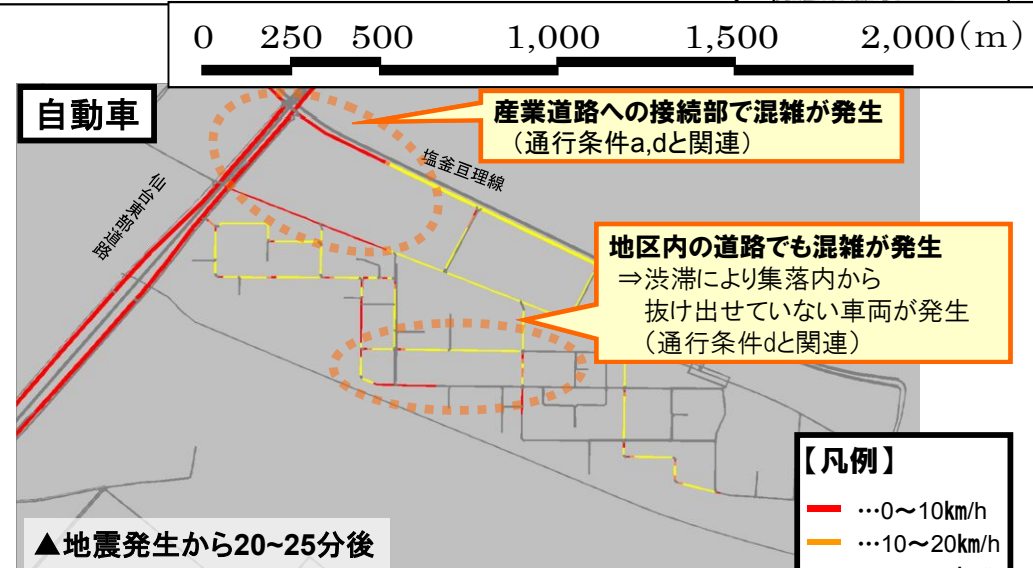 0 250 500 1,000 1,500 2,000(m)
自動車
産業道路への接続部で混雑が発生
(通行条件a,dと関連)
塩釜亘理線
仙台東部道路
地区内の道路でも混雑が発生
⇒渋滞により集落内から
抜け出せていない車両が発生
(通行条件dと関連)
【凡例】
…0～10km/h
…10～20km/h
▲地震発生から20~25分後